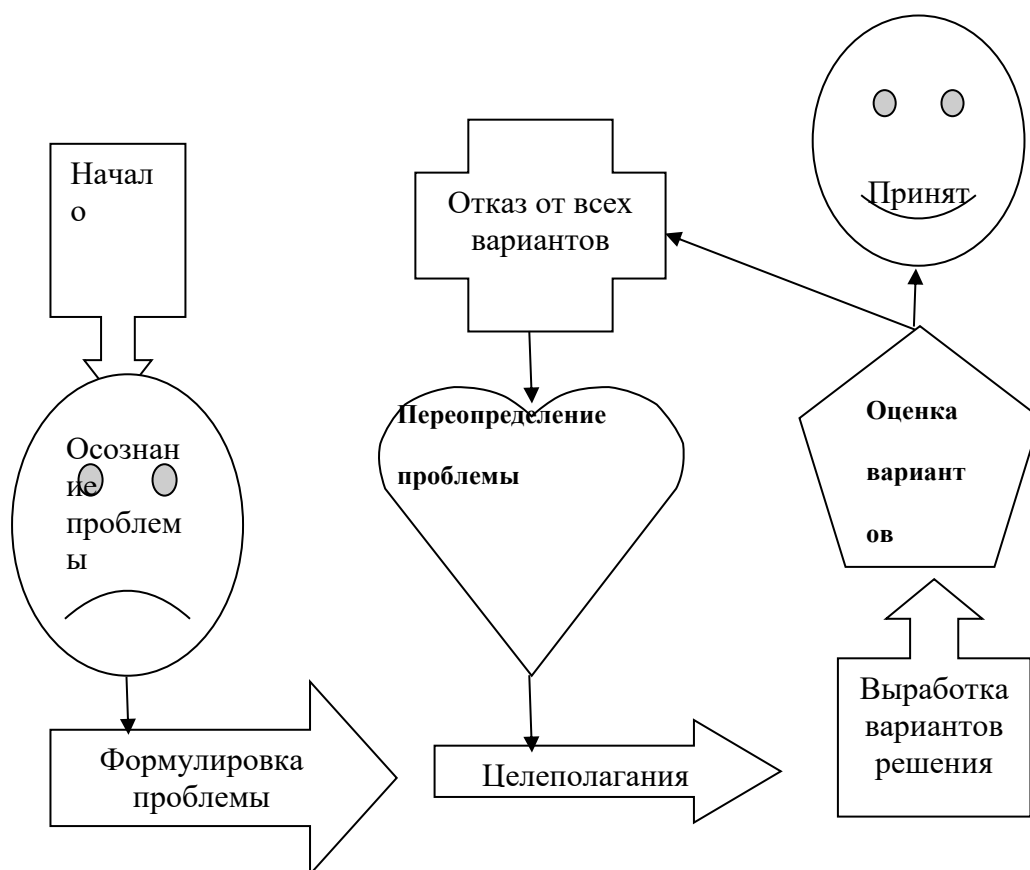 Начал
о
Отказ от всех
вариантов
Принят
Осознан
ие
проблем
ы
Переопределение
проблемы
Оценка
вариант
ов
Формулировка
проблемы
Целеполагания
Выработка
вариантов
решения